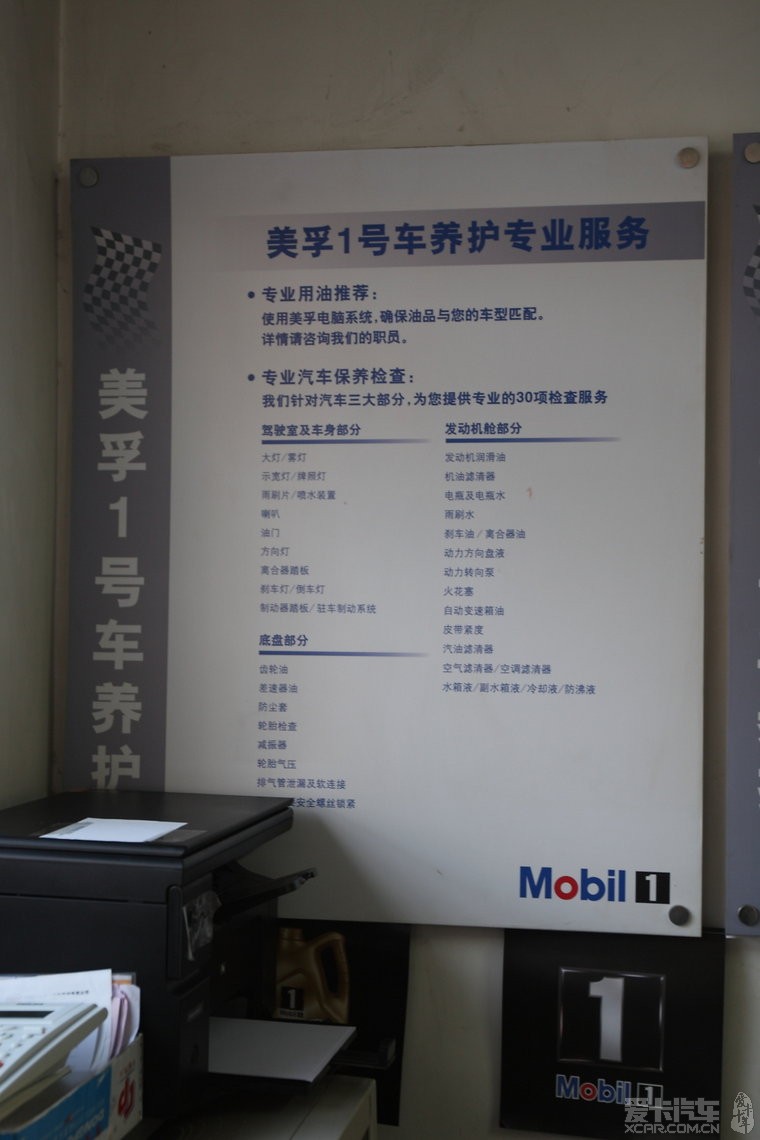 美孚1号车养护专业服务
美孚1号车养护
• 专业用油推荐：
使用美孚电脑系统，确保油品与您的车型匹配。
详情请咨询我们的职员。
• 专业汽车保养检查：
我们针对汽车三大部分，为您提供专业的30项检查服务
驾驶室及车身部分
大灯/雾灯
示宽灯/牌照灯
雨刷片/喷水装置
喇叭
油门
方向灯
离合器踏板
刹车灯/倒车灯
制动器踏板/驻车制动系统
底盘部分
齿轮油
差速器油
防尘套
轮胎检查
减振器
轮胎气压
排气管泄漏及软连接
安全螺丝锁紧
发动机舱部分
发动机润滑油
机油滤清器
电瓶及电瓶水
雨刷水
刹车油/离合器油
动力方向盘液
动力转向泵
火花塞
自动变速箱油
皮带紧度
汽油滤清器
空气滤清器/空调滤清器
水箱液/副水箱液/冷却液/防沸液
Mobil 1
1
Mobil 1
1
Mobil 1
爱卡汽车
XCAR.COM.CN